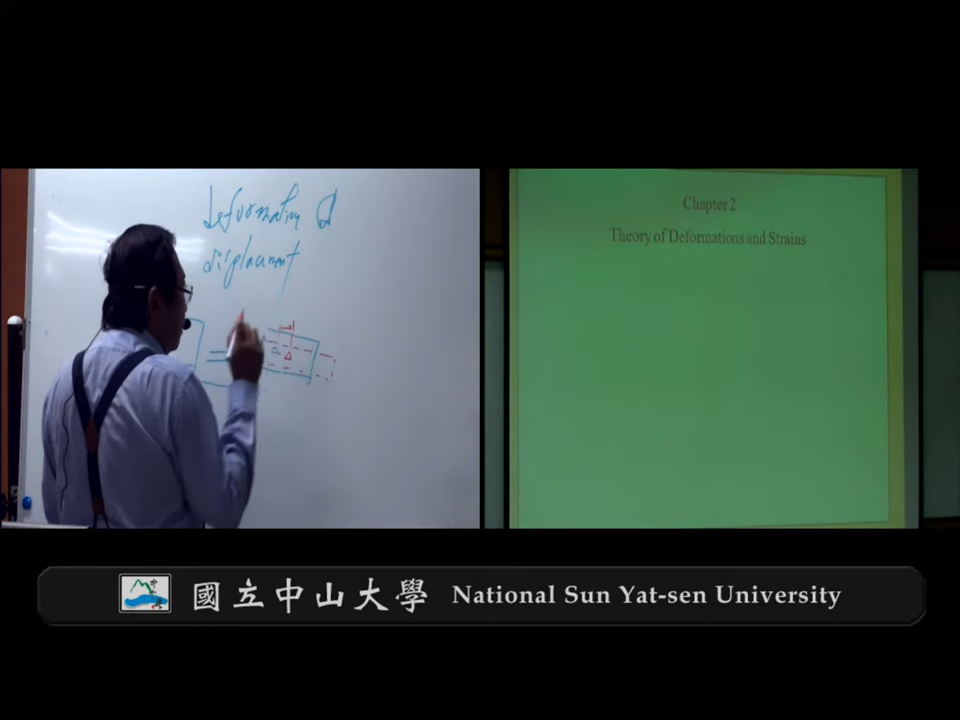 deformation &
displacement
Δ
Chapter 2
Theory of Deformations and Strains
國立中山大學 National Sun Yat-sen University